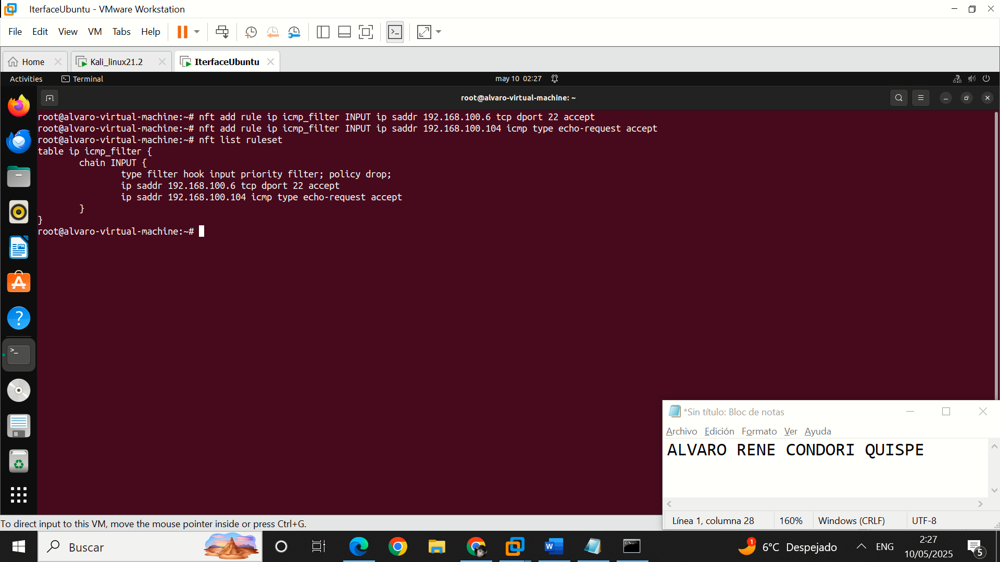 IterfaceUbuntu - VMware Workstation
File Edit View VM Tabs Help
Home Kali_linux21.2 IterfaceUbuntu
Activities Terminal may 10 02:27
root@alvaro-virtual-machine: ~
root@alvaro-virtual-machine:~# nft add rule ip icmp_filter INPUT ip saddr 192.168.100.6 tcp dport 22 accept
root@alvaro-virtual-machine:~# nft add rule ip icmp_filter INPUT ip saddr 192.168.100.104 icmp type echo-request accept
root@alvaro-virtual-machine:~# nft list ruleset
table ip icmp_filter {
chain INPUT {
type filter hook input priority filter; policy drop;
ip saddr 192.168.100.6 tcp dport 22 accept
ip saddr 192.168.100.104 icmp type echo-request accept
}
}
root@alvaro-virtual-machine:~#
*Sin título: Bloc de notas
Archivo Edición Formato Ver Ayuda
ALVARO RENE CONDORI QUISPE
Línea 1, columna 28 160% Windows (CRLF) UTF-8
To direct input to this VM, move the mouse pointer inside or press Ctrl+G.
Buscar
1 6°C Despejado ENG 2:27
10/05/2025 5